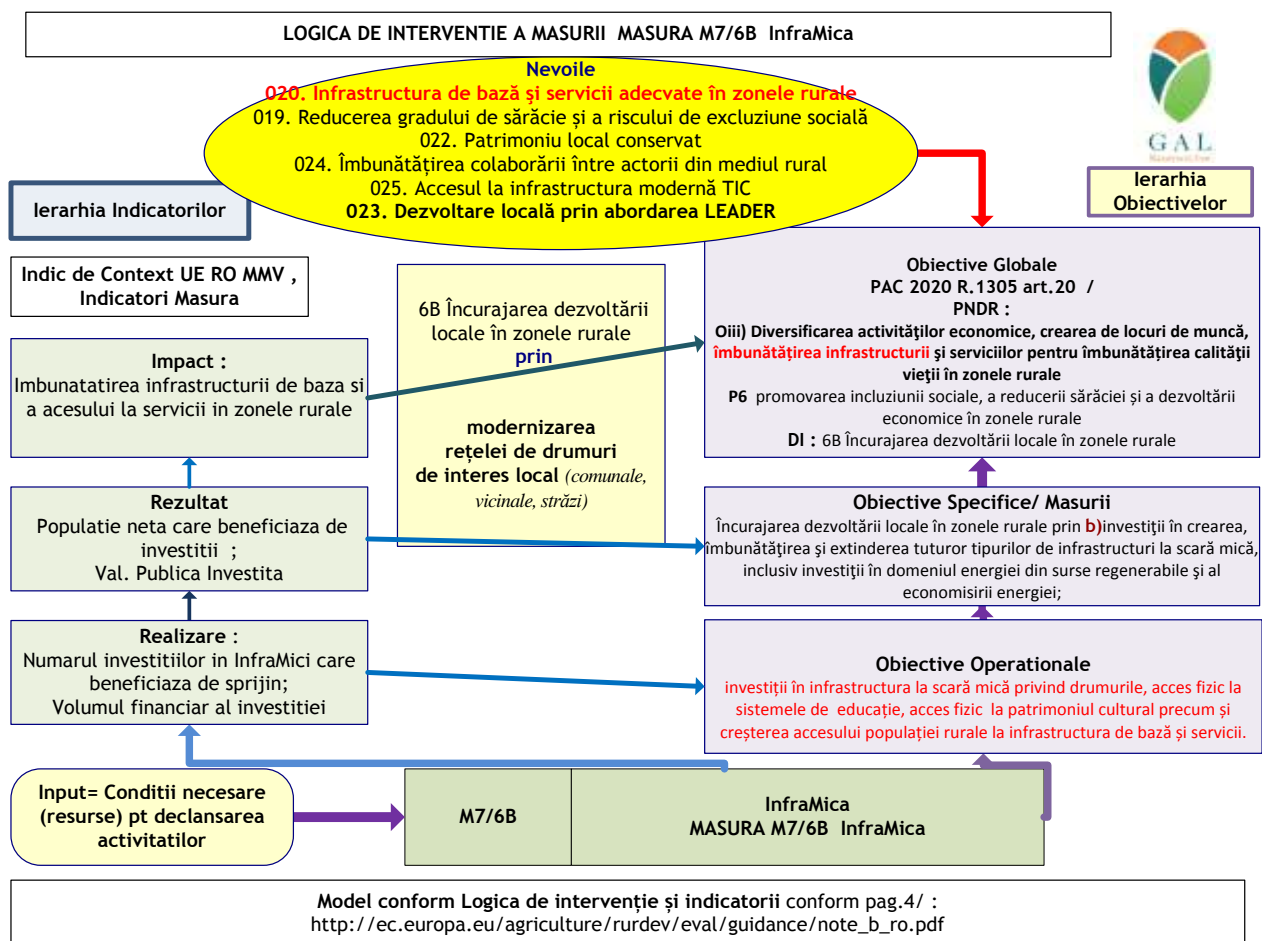 LOGICA DE INTERVENTIE A MASURII MASURA M7/6B InfraMica
Nevoile
020. Infrastructura de bază şi servicii adecvate în zonele rurale
019. Reducerea gradului de sărăcie și a riscului de excluziune socială
022. Patrimoniu local conservat
024. Îmbunătățirea colaborării între actorii din mediul rural
025. Accesul la infrastructura modernă TIC
023. Dezvoltare locală prin abordarea LEADER
G A L
Ierarhia Indicatorilor
Ierarhia
Obiectivelor
Indic de Context UE RO MMV ,
Indicatori Masura
6B Încurajarea dezvoltării
locale în zonele rurale
prin
modernizarea
rețelei de drumuri
de interes local (comunale,
vicinale, străzi)
Obiective Globale
PAC 2020 R.1305 art.20 /
PNDR :
Oiii) Diversificarea activităţilor economice, crearea de locuri de muncă,
îmbunătăţirea infrastructurii şi serviciilor pentru îmbunătăţirea calităţii
vieţii în zonele rurale
P6 promovarea incluziunii sociale, a reducerii sărăciei și a dezvoltării
economice în zonele rurale
DI : 6B Încurajarea dezvoltării locale în zonele rurale
Impact :
Imbunatatirea infrastructurii de baza si
a acesului la servicii in zonele rurale
Rezultat
Populatie neta care beneficiaza de
investitii ;
Val. Publica Investita
Obiective Specifice/ Masurii
Încurajarea dezvoltării locale în zonele rurale prin b)investiţii în crearea,
îmbunătăţirea şi extinderea tuturor tipurilor de infrastructuri la scară mică,
inclusiv investiţii în domeniul energiei din surse regenerabile şi al
economisirii energiei;
Realizare :
Numarul investitiilor in InfraMici care
beneficiaza de sprijin;
Volumul financiar al investitiei
Obiective Operationale
investiții în infrastructura la scară mică privind drumurile, acces fizic la
sistemele de educație, acces fizic la patrimoniul cultural precum și
creșterea accesului populației rurale la infrastructura de bază și servicii.
Input= Conditii necesare
(resurse) pt declansarea
activitatilor
M7/6B
InfraMica
MASURA M7/6B InfraMica
Model conform Logica de intervenție și indicatorii conform pag.4/ :
http://ec.europa.eu/agriculture/rurdev/eval/guidance/note_b_ro.pdf